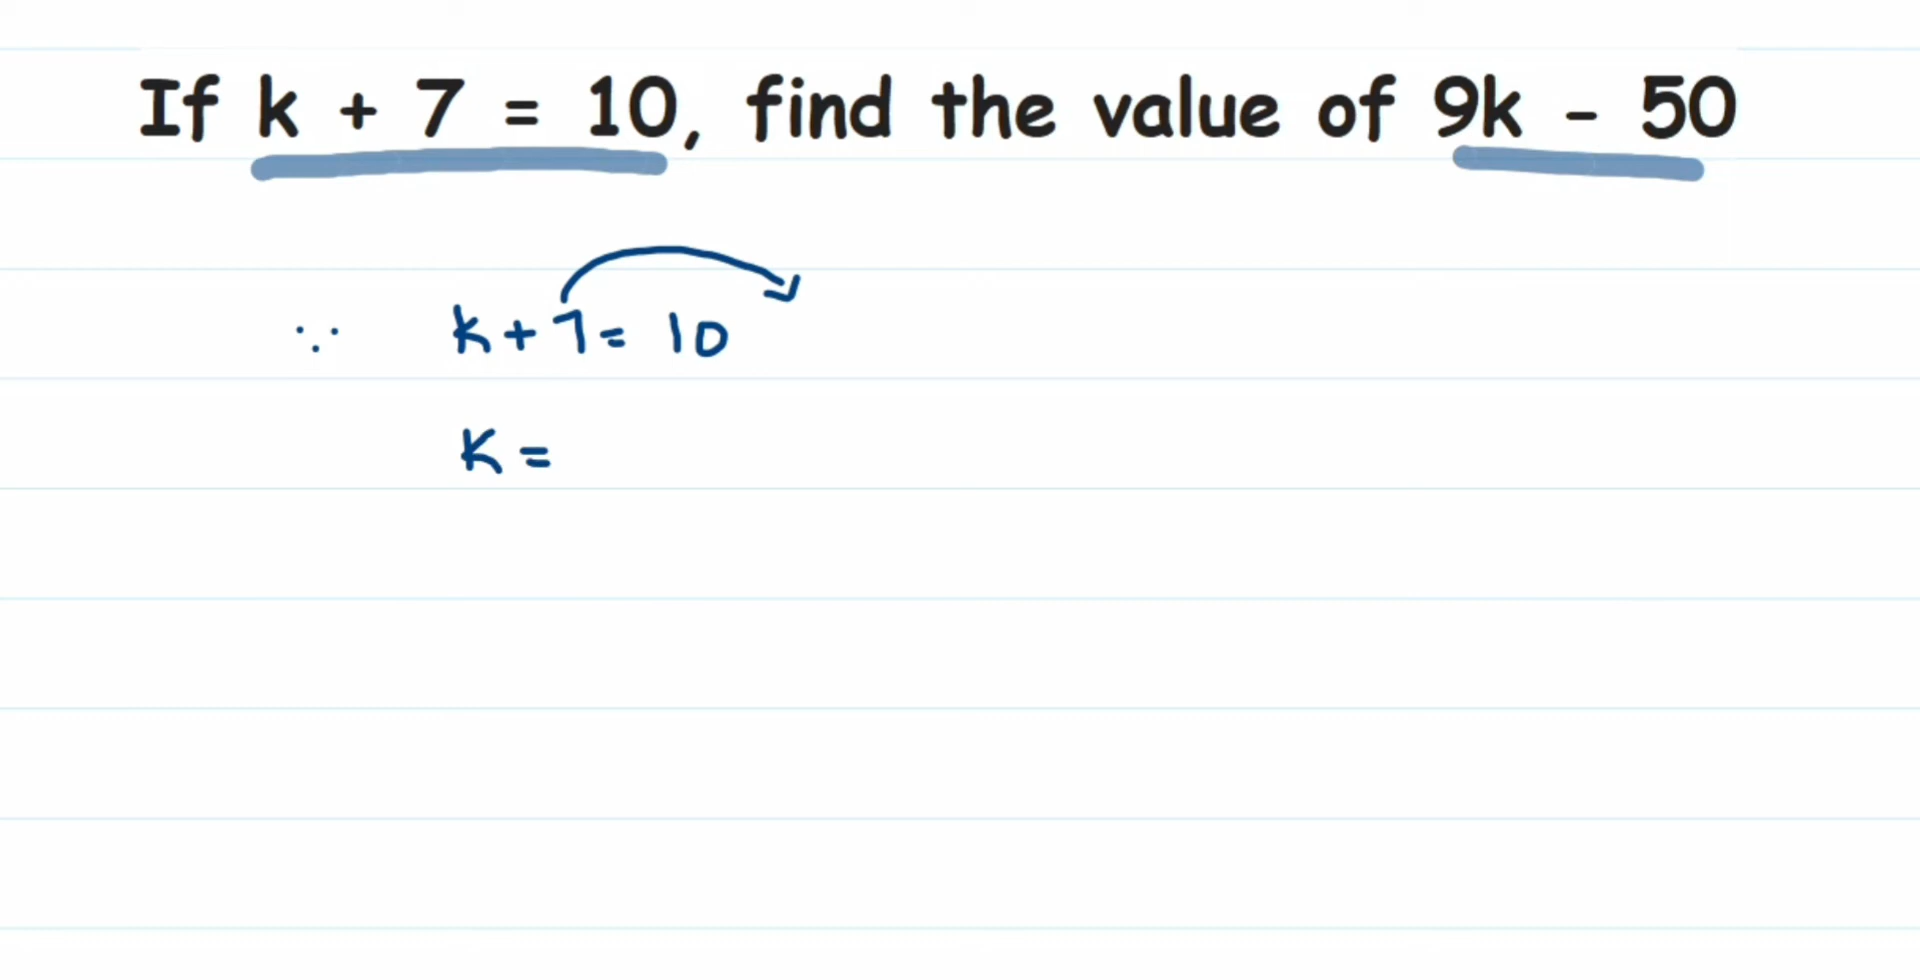 If k + 7 = 10, find the value of 9k - 50
∵ k + 7 = 10
K =